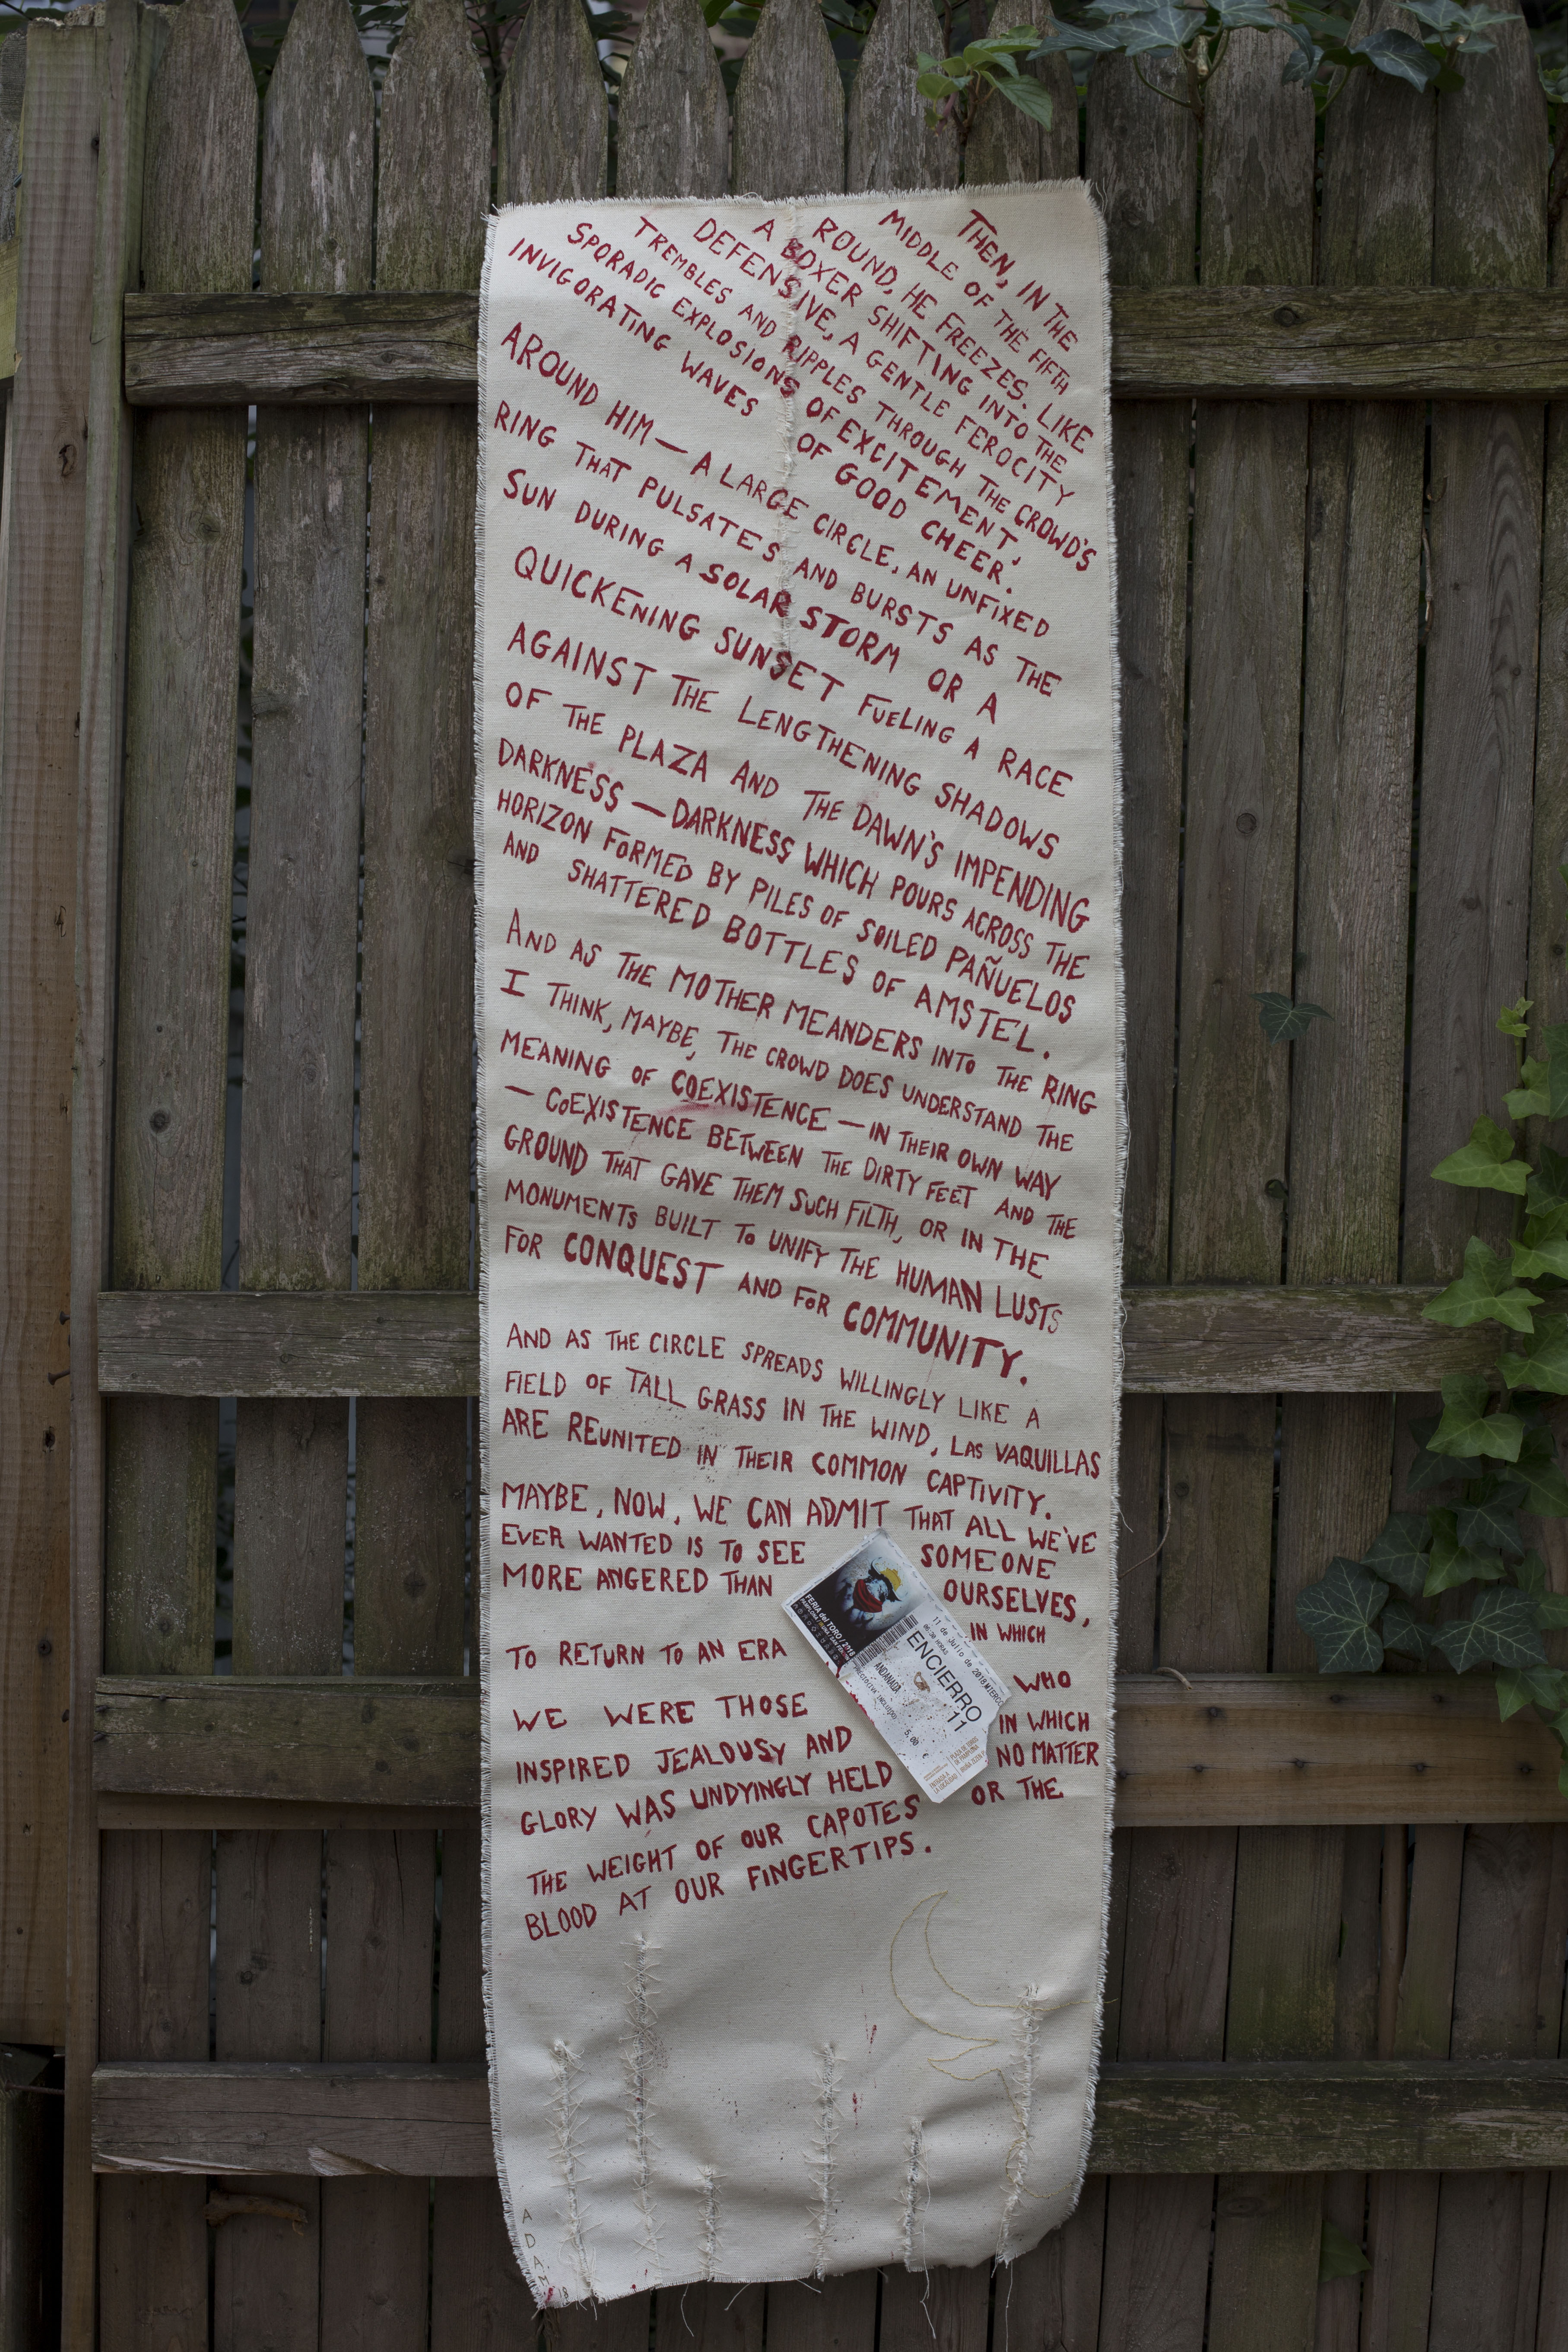 THEN, IN THE
MIDDLE OF THE FIFTH
ROUND, HE FREEZES. LIKE
A BOXER SHIFTING INTO THE
DEFENSIVE, A GENTLE FEROCITY
TREMBLES AND RIPPLES THROUGH THE CROWD'S
SPORADIC EXPLOSIONS OF EXCITEMENT,
INVIGORATING WAVES OF GOOD CHEER.
AROUND HIM — A LARGE CIRCLE, AN UNFIXED
RING THAT PULSATES AND BURSTS AS THE
SUN DURING A SOLAR STORM OR A
QUICKENING SUNSET FUELING A RACE
AGAINST THE LENGTHENING SHADOWS
OF THE PLAZA AND THE DAWN'S IMPENDING
DARKNESS — DARKNESS WHICH POURS ACROSS THE
HORIZON FORMED BY PILES OF SOILED PAÑUELOS
AND SHATTERED BOTTLES OF AMSTEL.
AND AS THE MOTHER MEANDERS INTO THE RING
I THINK, MAYBE, THE CROWD DOES UNDERSTAND THE
MEANING OF COEXISTENCE — IN THEIR OWN WAY
— COEXISTENCE BETWEEN THE DIRTY FEET AND THE
GROUND THAT GAVE THEM SUCH FILTH, OR IN THE
MONUMENTS BUILT TO UNIFY THE HUMAN LUSTS
FOR CONQUEST AND FOR COMMUNITY.
AND AS THE CIRCLE SPREADS WILLINGLY LIKE A
FIELD OF TALL GRASS IN THE WIND, LAS VAQUILLAS
ARE REUNITED IN THEIR COMMON CAPTIVITY.
MAYBE, NOW, WE CAN ADMIT THAT ALL WE'VE
EVER WANTED IS TO SEE SOMEONE
MORE ANGERED THAN OURSELVES,
TO RETURN TO AN ERA IN WHICH
WE WERE THOSE WHO
INSPIRED JEALOUSY AND IN WHICH
GLORY WAS UNDYINGLY HELD NO MATTER
THE WEIGHT OF OUR CAPOTES OR THE
BLOOD AT OUR FINGERTIPS.
FERIA del TORO / 2018
11 de Julio de 2018
ENCIERRO
11
ANDANADA
5,00 €
ADAM
18